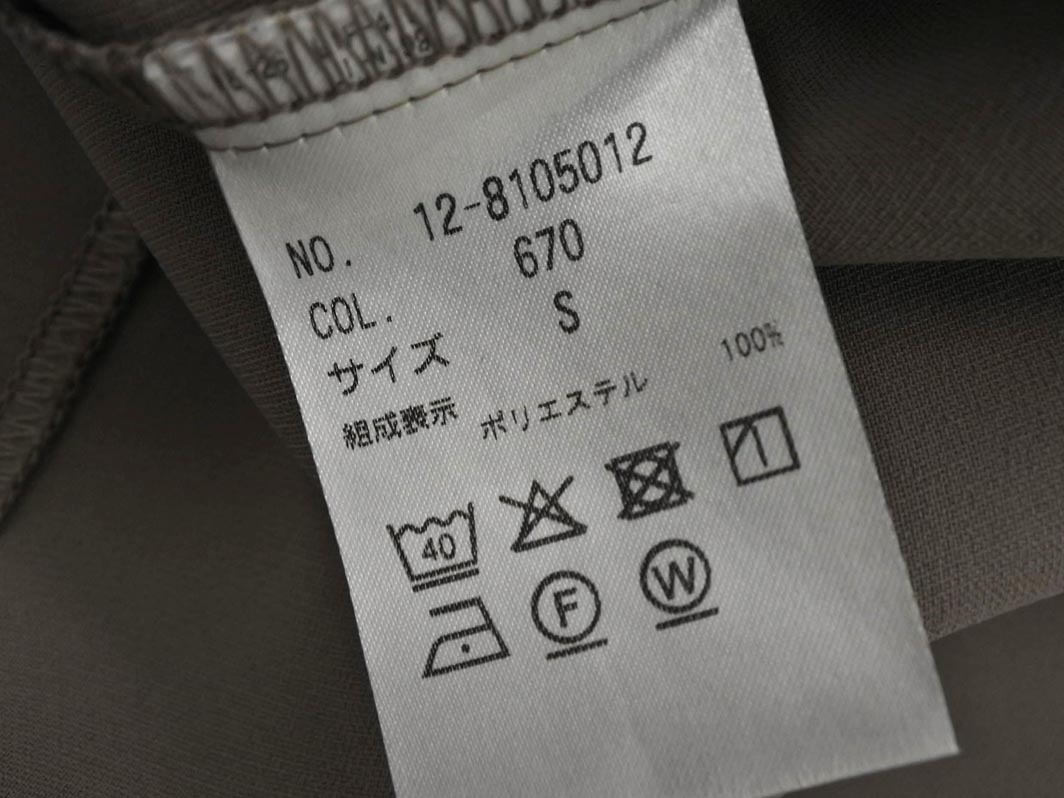 NO. 12-8105012
COL. 670
サイズ S
組成表示 ポリエステル 100%
40
F W